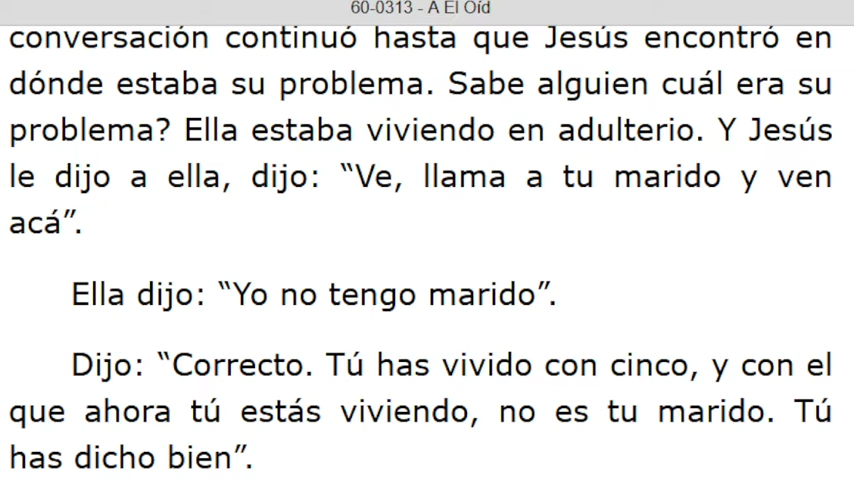 60-0313 - A El Oíd
conversación continuó hasta que Jesús encontró en
dónde estaba su problema. Sabe alguien cuál era su
problema? Ella estaba viviendo en adulterio. Y Jesús
le dijo a ella, dijo: “Ve, llama a tu marido y ven
acá”.
Ella dijo: “Yo no tengo marido”.
Dijo: “Correcto. Tú has vivido con cinco, y con el
que ahora tú estás viviendo, no es tu marido. Tú
has dicho bien”.